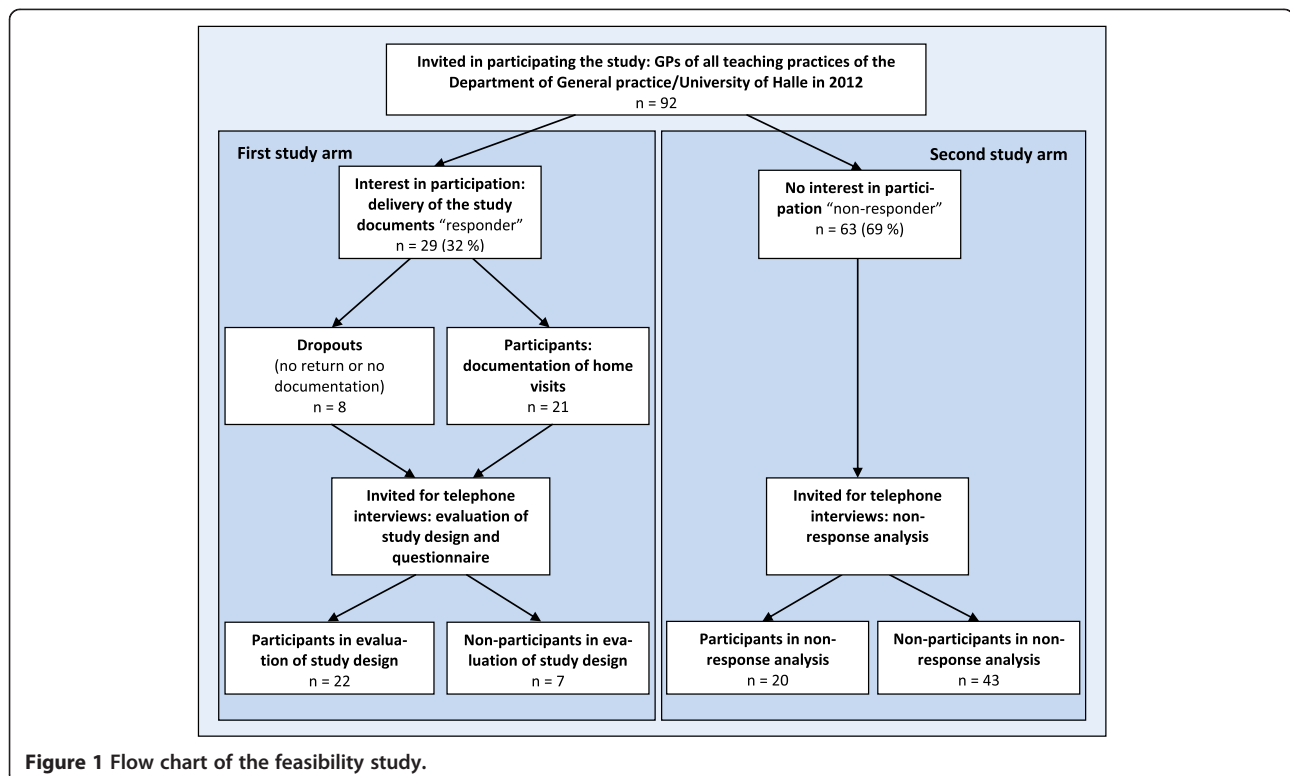 Invited in participating the study: GPs of all teaching practices of the
Department of General practice/University of Halle in 2012
n = 92
First study arm
Second study arm
Interest in participation:
delivery of the study
documents “responder”
n = 29 (32 %)
No interest in partici-
pation “non-responder”
n = 63 (69 %)
Dropouts
(no return or no
documentation)
n = 8
Participants:
documentation of home
visits
n = 21
Invited for telephone
interviews: evaluation of
study design and
questionnaire
Invited for telephone
interviews: non-
response analysis
Participants in evalua-
tion of study design
n = 22
Non-participants in eva-
luation of study design
n = 7
Participants in non-
response analysis
n = 20
Non-participants in non-
response analysis
n = 43
Figure 1 Flow chart of the feasibility study.